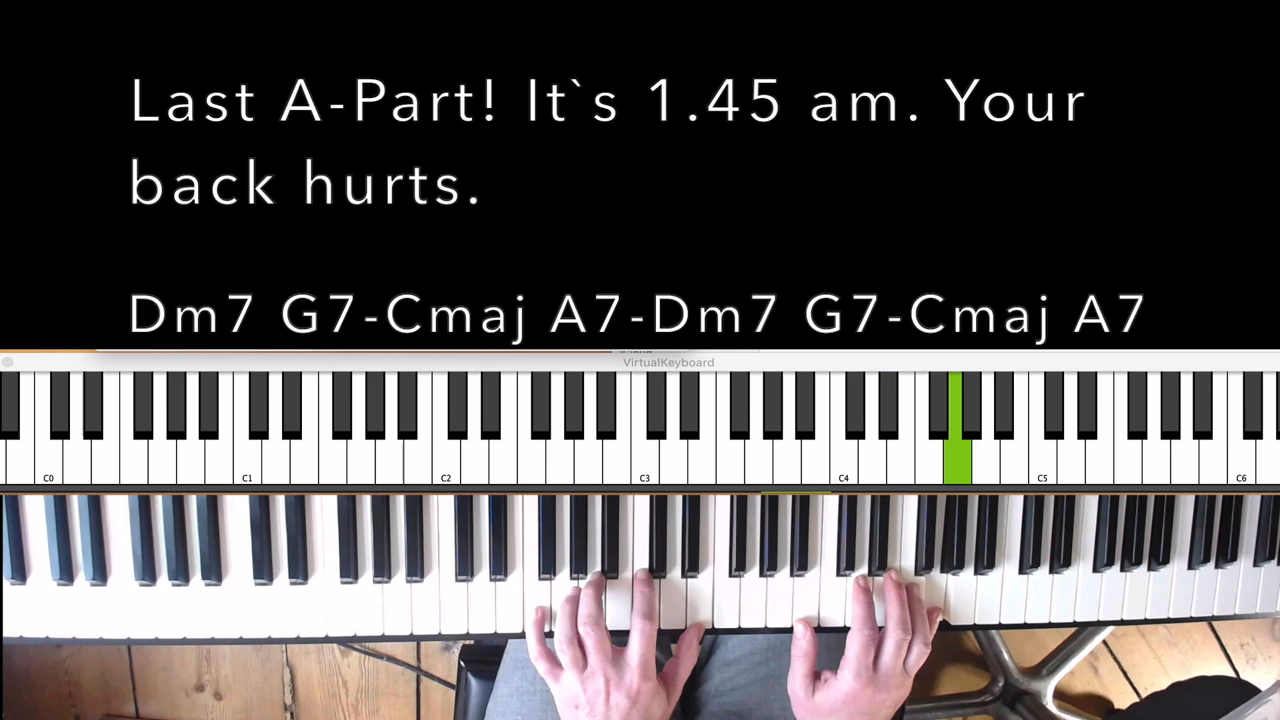 Last A-Part! It`s 1.45 am. Your
back hurts.
Dm7 G7-Cmaj A7-Dm7 G7-Cmaj A7
VirtualKeyboard
C0 C1 C2 C3 C4 C5 C6